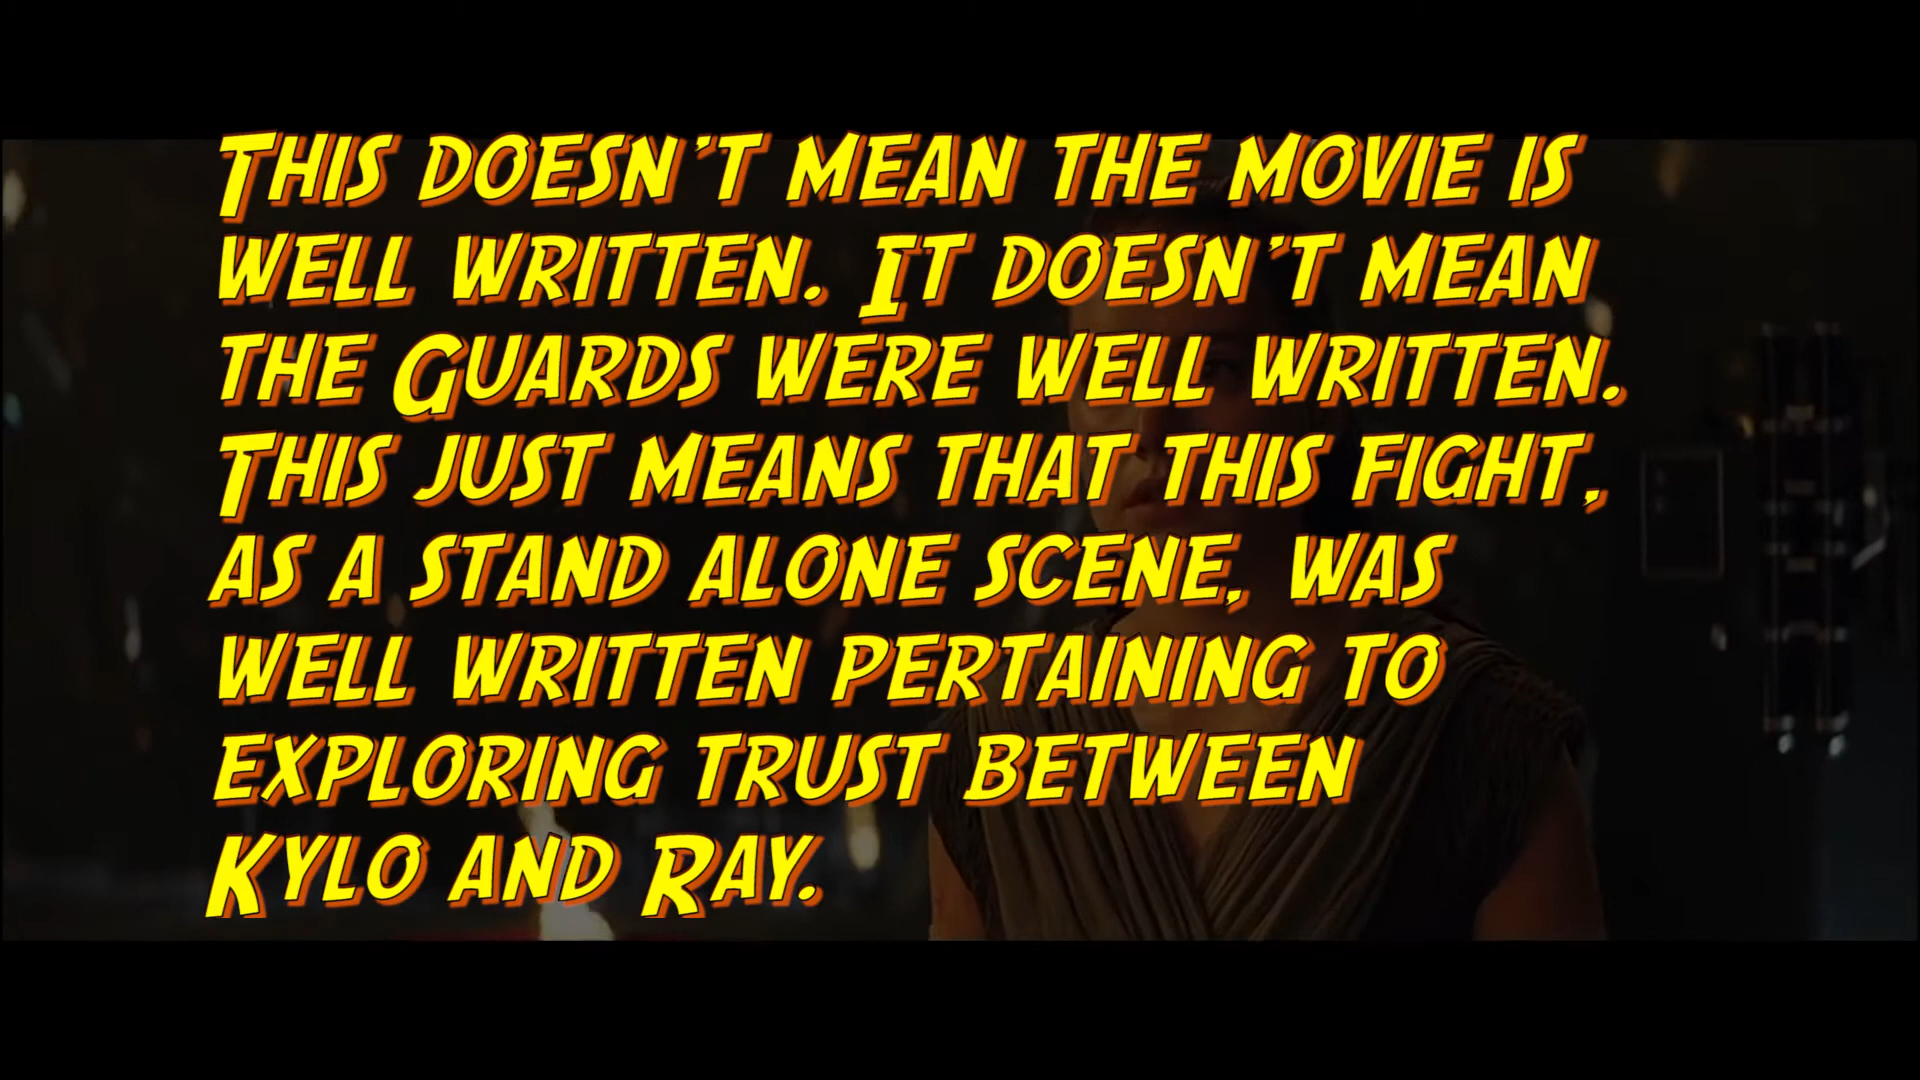 This doesn't mean the movie is
well written. It doesn't mean
the Guards were well written.
This just means that this fight,
as a stand alone scene, was
well written pertaining to
exploring trust between
Kylo and Ray.